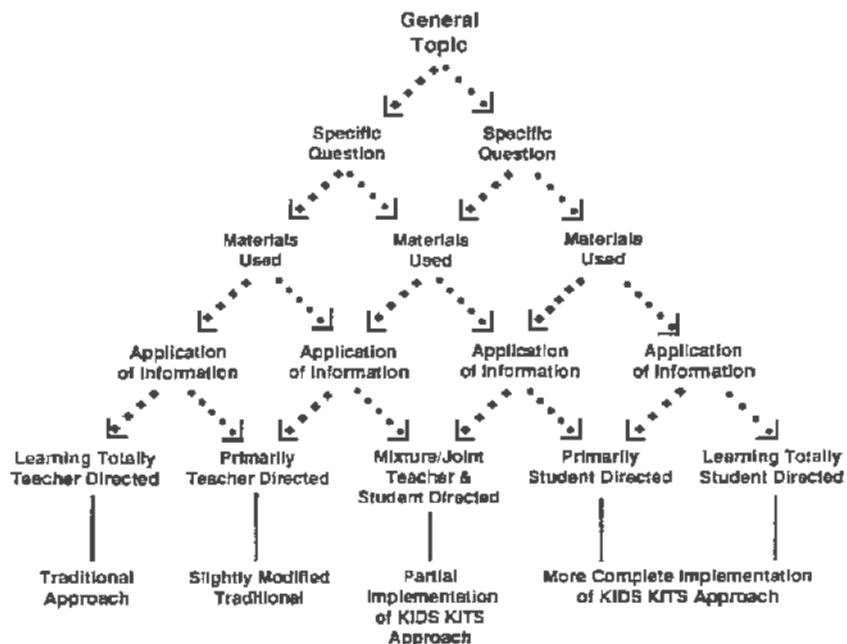 General
Topic
Specific
Question
Specific
Question
Materials
Used
Materials
Used
Materials
Used
Application
of Information
Application
of Information
Application
of Information
Application
of Information
Learning Totally
Teacher Directed
Primarily
Teacher Directed
Mixture/Joint
Teacher &
Student Directed
Primarily
Student Directed
Learning Totally
Student Directed
Traditional
Approach
Slightly Modified
Traditional
Partial
Implementation
of KIDS KITS
Approach
More Complete Implementation
of KIDS KITS Approach